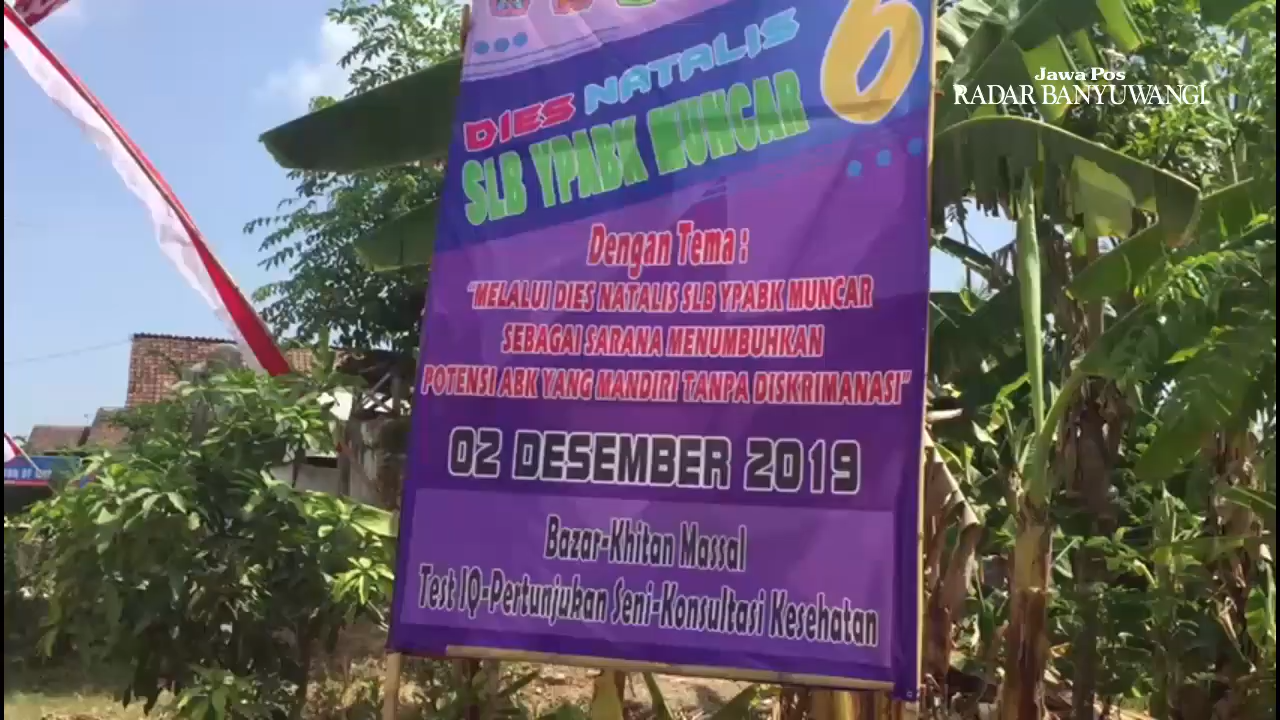 Jawa Pos
RADAR BANYUWANGI
DIES NATALIS 6
SLB YPABK MUNCAR
Dengan Tema :
"MELALUI DIES NATALIS SLB YPABK MUNCAR
SEBAGAI SARANA MENUMBUHKAN
POTENSI ABK YANG MANDIRI TANPA DISKRIMANASI"
02 DESEMBER 2019
Bazar-Khitan Massal
Test IQ-Pertunjukan Seni-Konsultasi Kesehatan